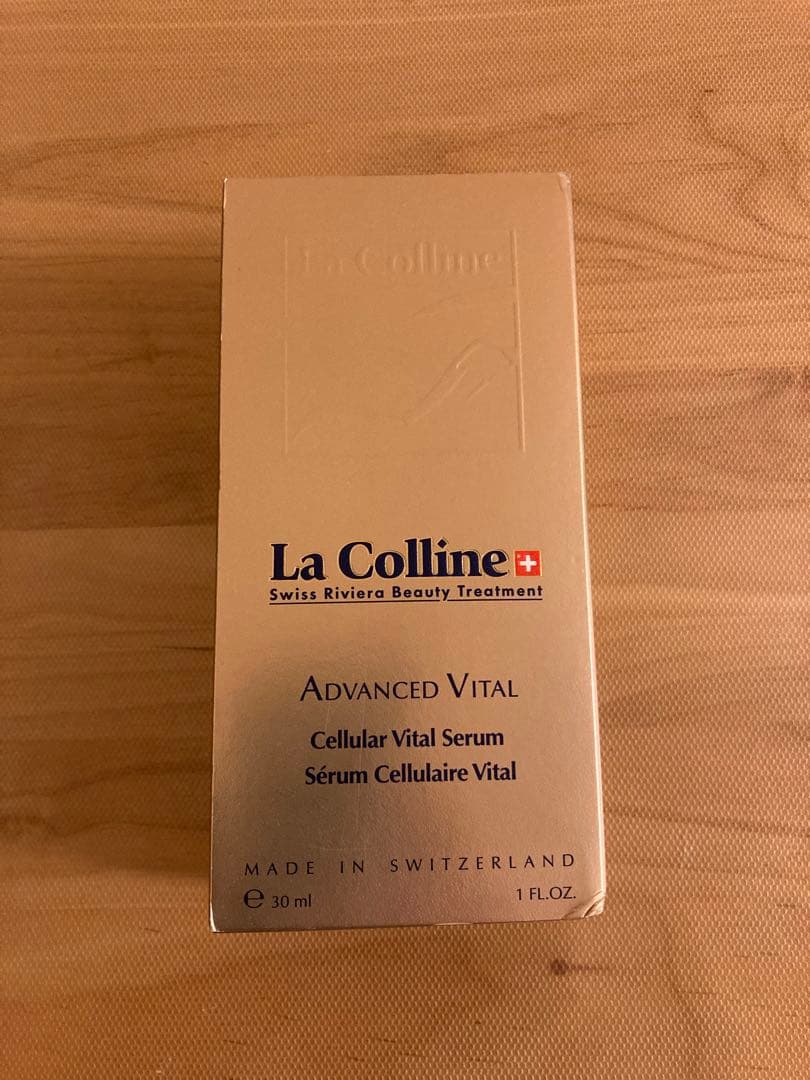 La Colline
La Colline
Swiss Riviera Beauty Treatment
ADVANCED VITAL
Cellular Vital Serum
Sérum Cellulaire Vital
MADE IN SWITZERLAND
℮ 30 ml
1 FL.OZ.